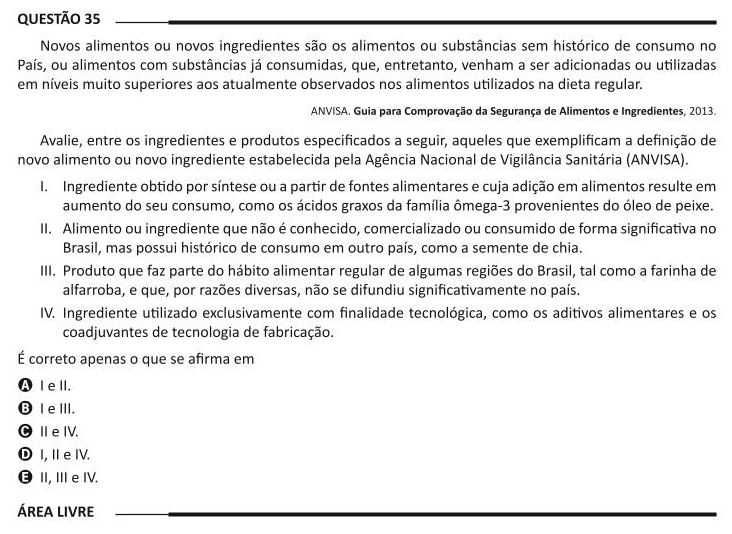 QUESTÃO 35
Novos alimentos ou novos ingredientes são os alimentos ou substâncias sem histórico de consumo no
País, ou alimentos com substâncias já consumidas, que, entretanto, venham a ser adicionadas ou utilizadas
em níveis muito superiores aos atualmente observados nos alimentos utilizados na dieta regular.
ANVISA. Guia para Comprovação da Segurança de Alimentos e Ingredientes, 2013.
Avalie, entre os ingredientes e produtos especificados a seguir, aqueles que exemplificam a definição de
novo alimento ou novo ingrediente estabelecida pela Agência Nacional de Vigilância Sanitária (ANVISA).
I. Ingrediente obtido por síntese ou a partir de fontes alimentares e cuja adição em alimentos resulte em
aumento do seu consumo, como os ácidos graxos da família ômega-3 provenientes do óleo de peixe.
II. Alimento ou ingrediente que não é conhecido, comercializado ou consumido de forma significativa no
Brasil, mas possui histórico de consumo em outro país, como a semente de chia.
III. Produto que faz parte do hábito alimentar regular de algumas regiões do Brasil, tal como a farinha de
alfarroba, e que, por razões diversas, não se difundiu significativamente no país.
IV. Ingrediente utilizado exclusivamente com finalidade tecnológica, como os aditivos alimentares e os
coadjuvantes de tecnologia de fabricação.
É correto apenas o que se afirma em
A I e II.
B I e III.
C II e IV.
D I, II e IV.
E II, III e IV.
ÁREA LIVRE